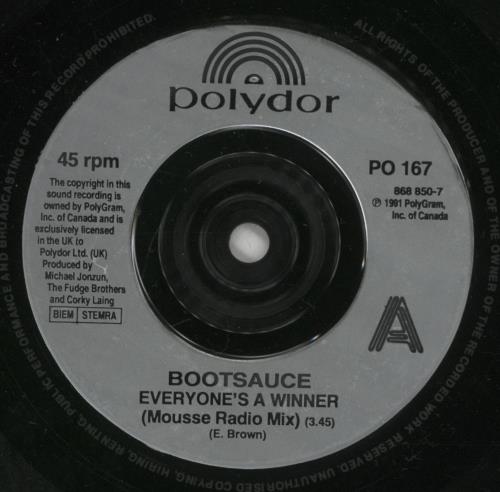 polydor
45 rpm
The copyright in this
sound recording is
owned by PolyGram,
Inc. of Canada and is
exclusively licensed
in the UK to
Polydor Ltd. (UK)
Produced by
Michael Jonzun,
The Fudge Brothers
and Corky Laing
BIEM STEMRA
PO 167
868 850-7
℗ 1991 PolyGram,
Inc. of Canada
A
BOOTSAUCE
EVERYONE'S A WINNER
(Mousse Radio Mix) (3.45)
(E. Brown)
ALL RIGHTS OF THE PRODUCER AND OF THE OWNER OF THE RECORDED WORK RESERVED. UNAUTHORISED COPYING, HIRING, RENTING, PUBLIC PERFORMANCE AND BROADCASTING OF THIS RECORD PROHIBITED.